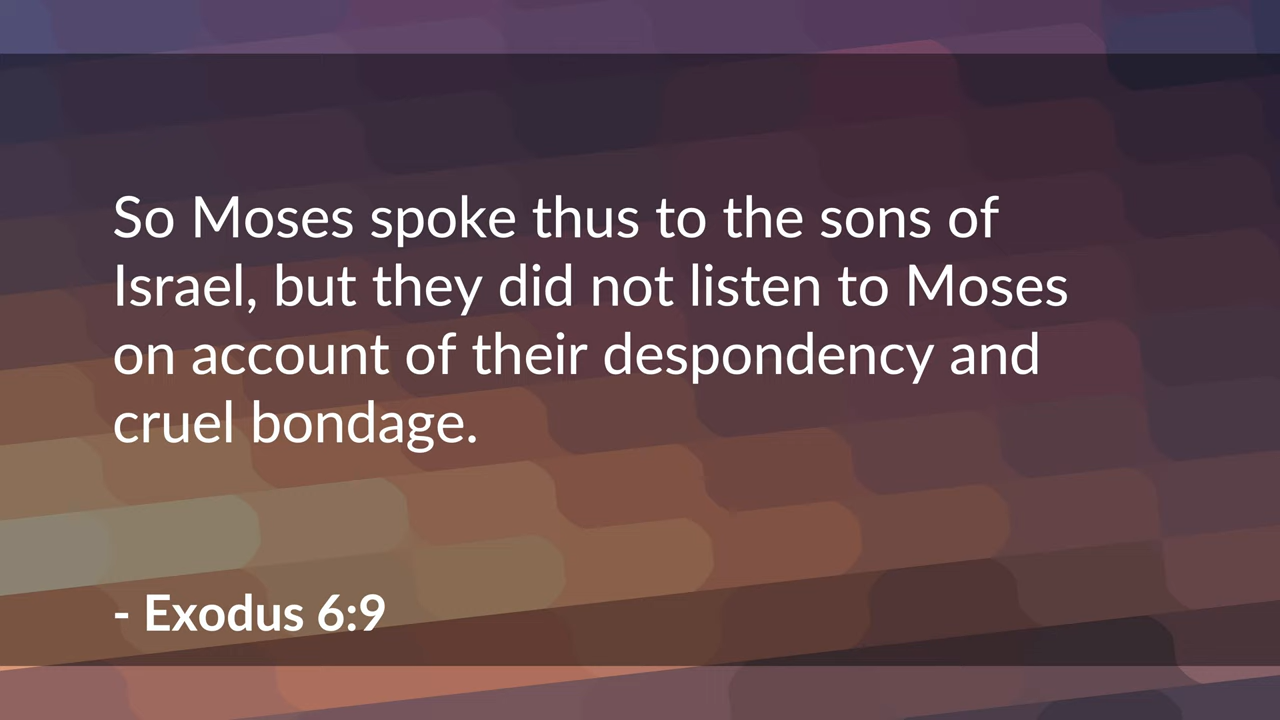 So Moses spoke thus to the sons of
Israel, but they did not listen to Moses
on account of their despondency and
cruel bondage.
- Exodus 6:9